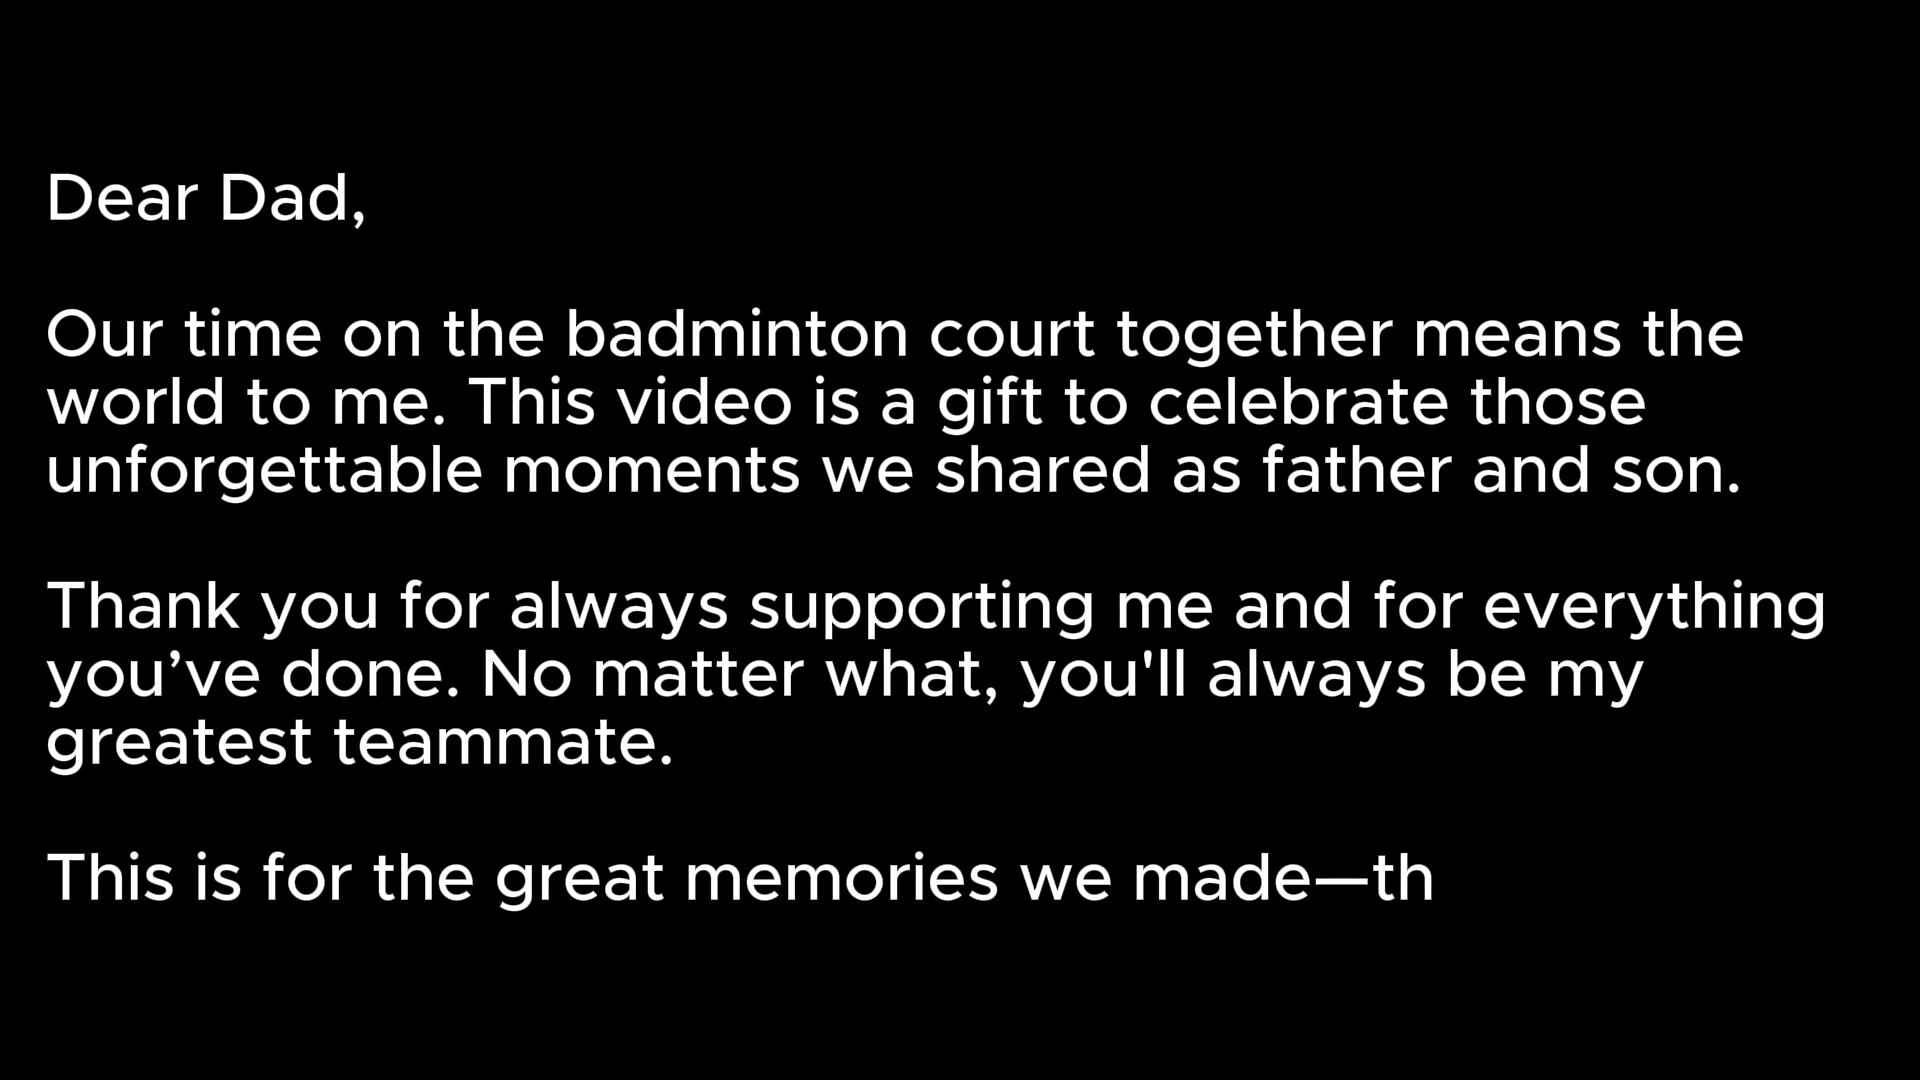 Dear Dad,
Our time on the badminton court together means the
world to me. This video is a gift to celebrate those
unforgettable moments we shared as father and son.
Thank you for always supporting me and for everything
you’ve done. No matter what, you'll always be my
greatest teammate.
This is for the great memories we made—th